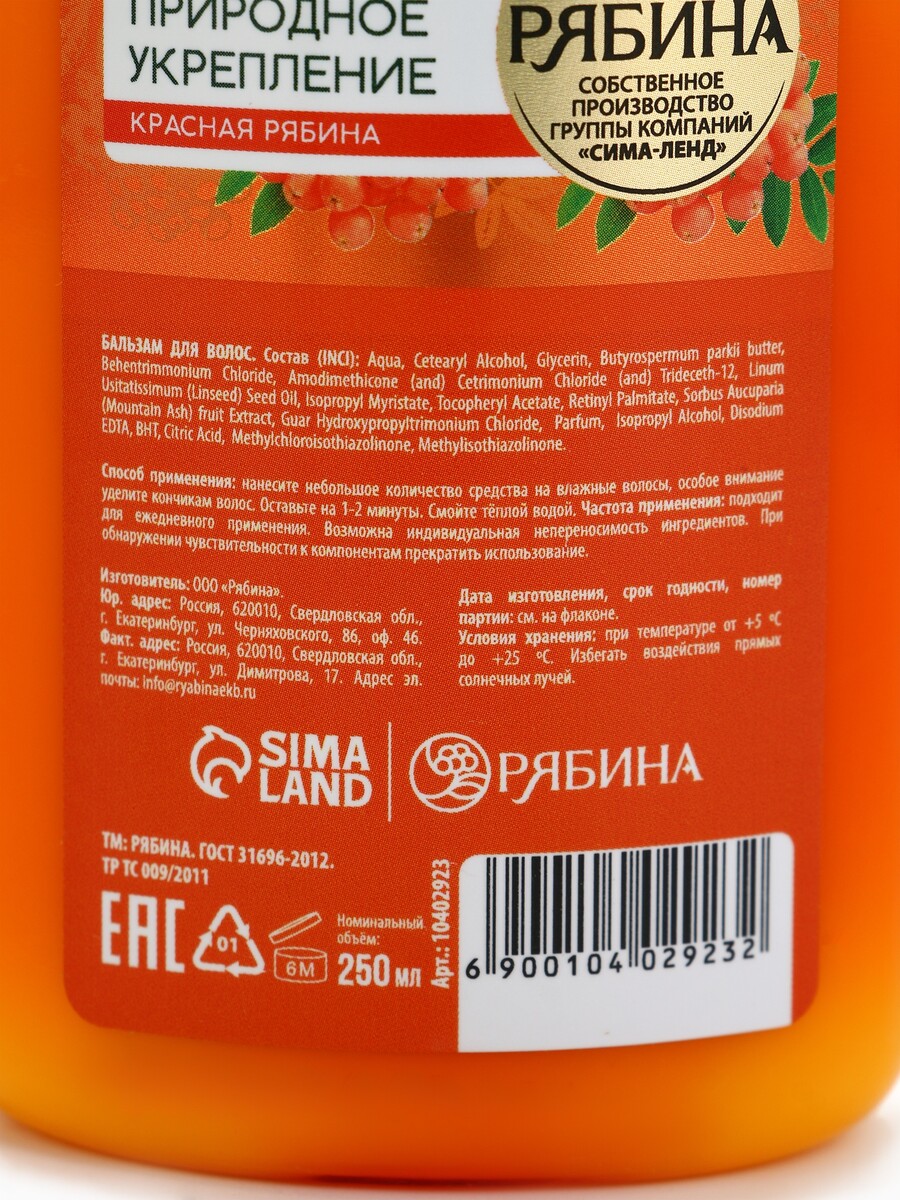 ПРИРОДНОЕ
УКРЕПЛЕНИЕ
КРАСНАЯ РЯБИНА
РЯБИНА
СОБСТВЕННОЕ
ПРОИЗВОДСТВО
ГРУППЫ КОМПАНИЙ
«СИМА-ЛЕНД»
БАЛЬЗАМ ДЛЯ ВОЛОС. Состав (INCI): Aqua, Cetearyl Alcohol, Glycerin, Butyrospermum parkii butter,
Behentrimmonium Chloride, Amodimethicone (and) Cetrimonium Chloride (and) Trideceth-12, Linum
Usitatissimum (Linseed) Seed Oil, Isopropyl Myristate, Tocopheryl Acetate, Retinyl Palmitate, Sorbus Aucuparia
(Mountain Ash) fruit Extract, Guar Hydroxypropyltrimonium Chloride, Parfum, Isopropyl Alcohol, Disodium
EDTA, BHT, Citric Acid, Methylchloroisothiazolinone, Methylisothiazolinone.
Способ применения: нанесите небольшое количество средства на влажные волосы, особое внимание
уделите кончикам волос. Оставьте на 1-2 минуты. Смойте тёплой водой. Частота применения: подходит
для ежедневного применения. Возможна индивидуальная непереносимость ингредиентов. При
обнаружении чувствительности к компонентам прекратить использование.
Изготовитель: ООО «Рябина».
Юр. адрес: Россия, 620010, Свердловская обл.,
г. Екатеринбург, ул. Черняховского, 86, оф. 46.
Факт. адрес: Россия, 620010, Свердловская обл.,
г. Екатеринбург, ул. Димитрова, 17. Адрес эл.
почты: info@ryabinaekb.ru
Дата изготовления, срок годности, номер
партии: см. на флаконе.
Условия хранения: при температуре от +5 °C
до +25 °C. Избегать воздействия прямых
солнечных лучей.
SIMA
LAND
РЯБИНА
ТМ: РЯБИНА. ГОСТ 31696-2012.
ТР ТС 009/2011
EAC
01
6М
Номинальный
объём:
250 мл
Арт.: 10402923
6 900104 029232